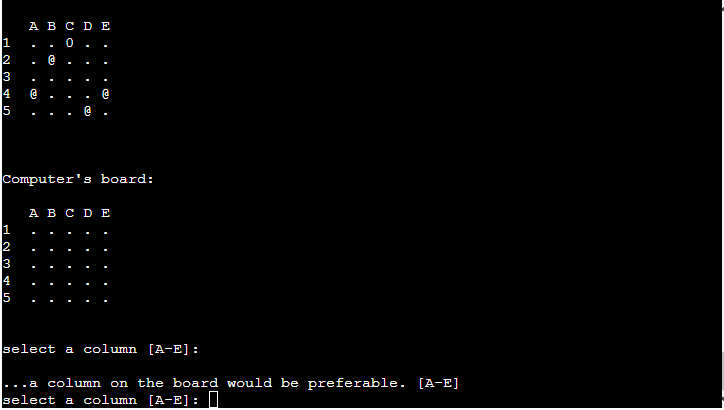 A B C D E
1 . . O . .
2 . @ . . .
3 . . . . .
4 @ . . . @
5 . . . @ .
Computer's board:
A B C D E
1 . . . . .
2 . . . . .
3 . . . . .
4 . . . . .
5 . . . . .
select a column [A-E]:
...a column on the board would be preferable. [A-E]
select a column [A-E]: